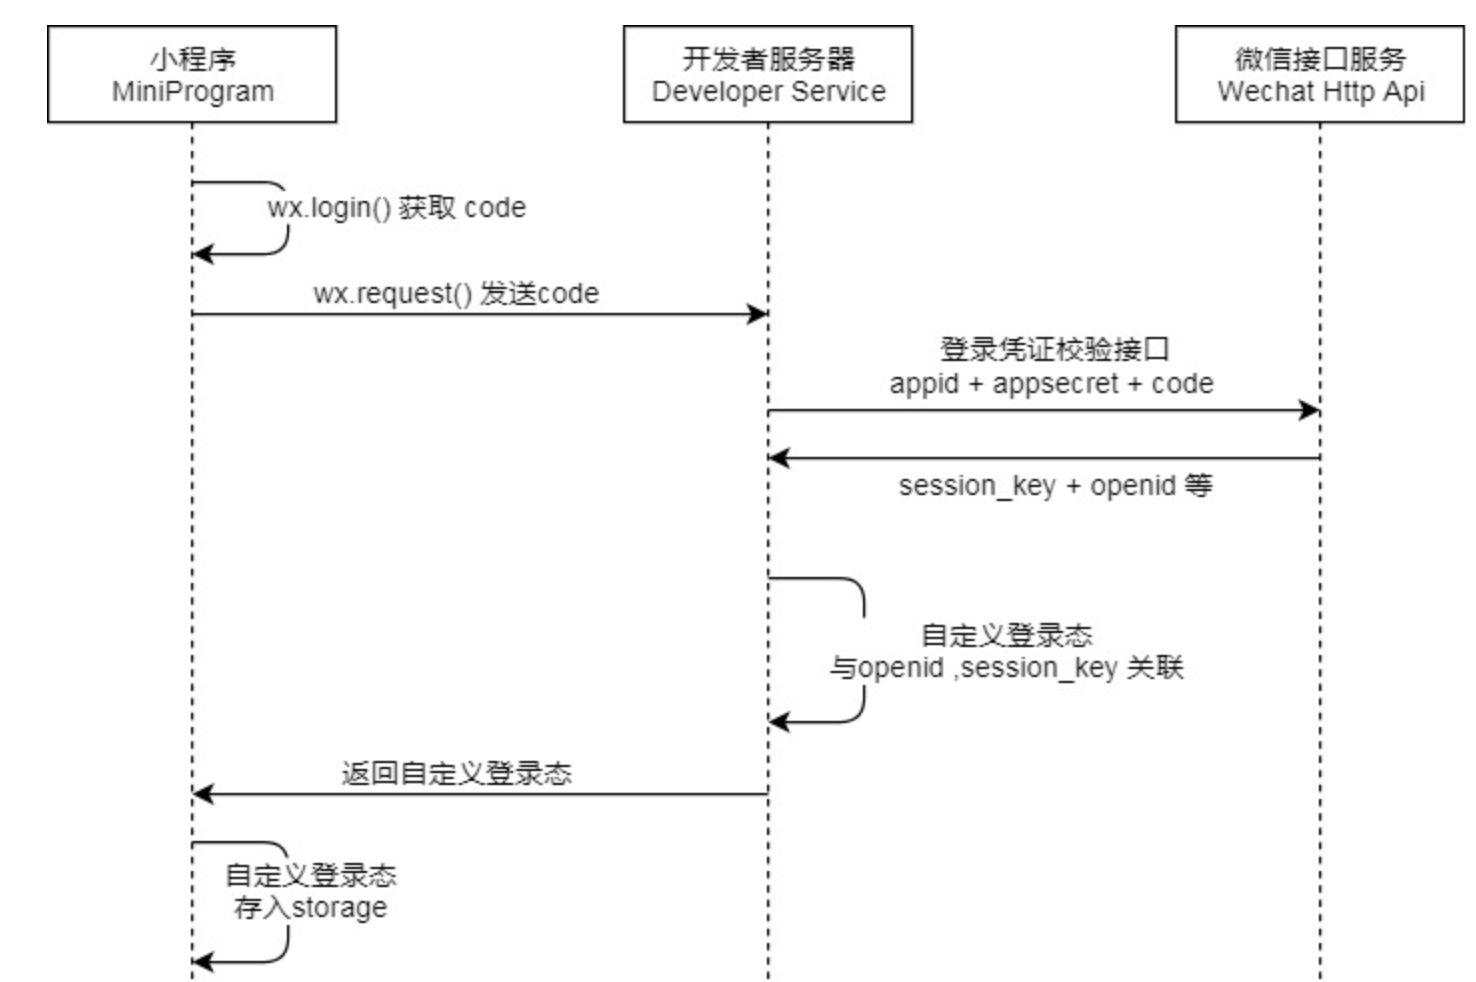 小程序
MiniProgram
开发者服务器
Developer Service
微信接口服务
Wechat Http Api
wx.login() 获取 code
wx.request() 发送code
登录凭证校验接口
appid + appsecret + code
session_key + openid 等
自定义登录态
与openid ,session_key 关联
返回自定义登录态
自定义登录态
存入storage